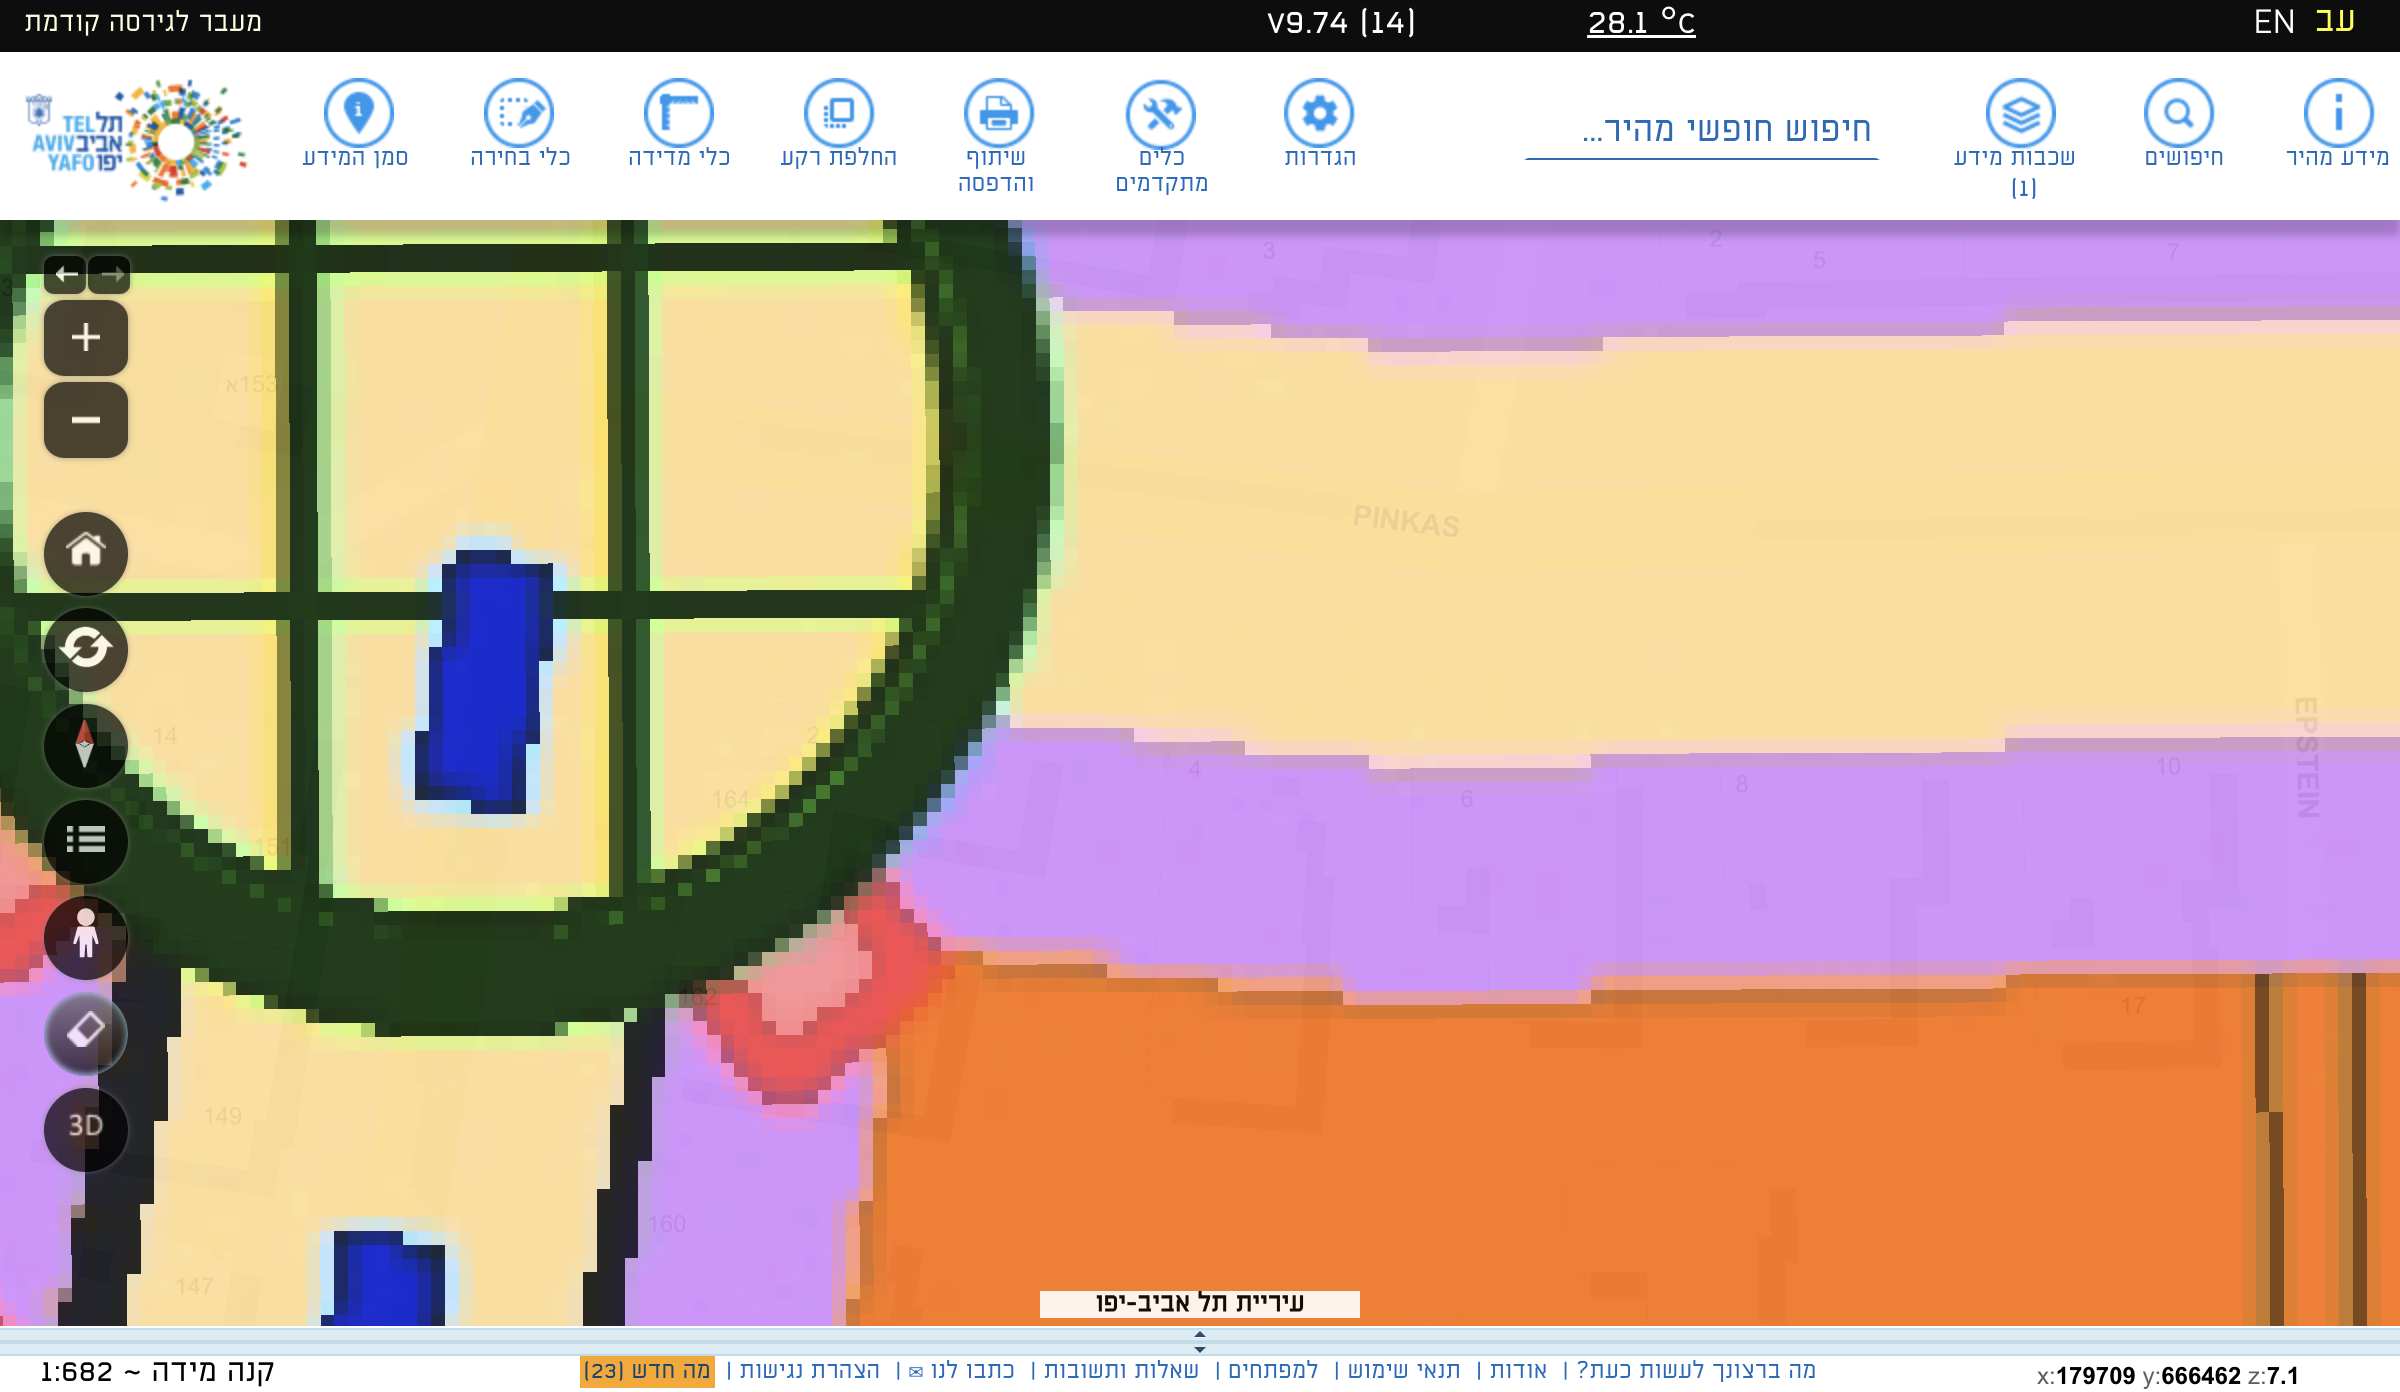 מעבר לגירסה קודמת
V9.74 (14)
28.1 °C
EN עב
תל
TEL
אביב
AVIV
יפו
YAFO
סמן המידע
כלי בחירה
כלי מדידה
החלפת רקע
שיתוף
והדפסה
כלים
מתקדמים
הגדרות
חיפוש חופשי מהיר...
שכבות מידע
(1)
חיפושים
מידע מהיר
3
2
5
7
3
153א
PINKAS
EPSTEIN
14
2
164
151
4
6
8
10
162
17
149
160
147
3D
עיריית תל אביב-יפו
קנה מידה ~ 1:682
מה ברצונך לעשות כעת? | אודות | תנאי שימוש | למפתחים | שאלות ותשובות | כתבו לנו ✉ | הצהרת נגישות | מה חדש (23)
x:179709 y:666462 z:7.1